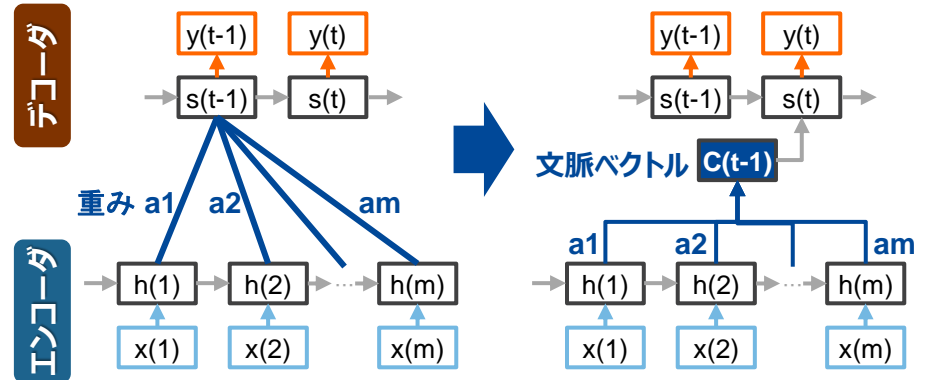 デコーダ
y(t-1) y(t)
s(t-1) s(t)
重み a1 a2 am
エンコーダ
h(1) h(2) ... h(m)
x(1) x(2) x(m)
y(t-1) y(t)
s(t-1) s(t)
文脈ベクトル C(t-1)
a1 a2 am
h(1) h(2) ... h(m)
x(1) x(2) x(m)